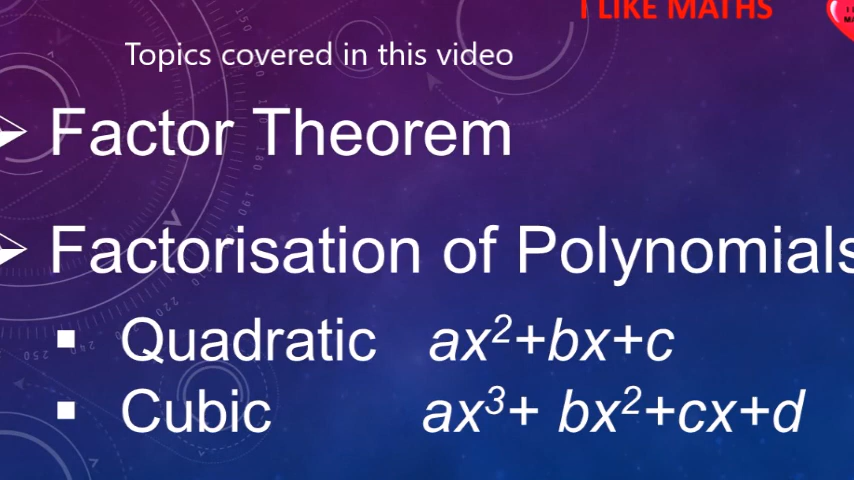 I LIKE MATHS
Topics covered in this video
➢ Factor Theorem
➢ Factorisation of Polynomials
▪ Quadratic ax²+bx+c
▪ Cubic ax³+ bx²+cx+d